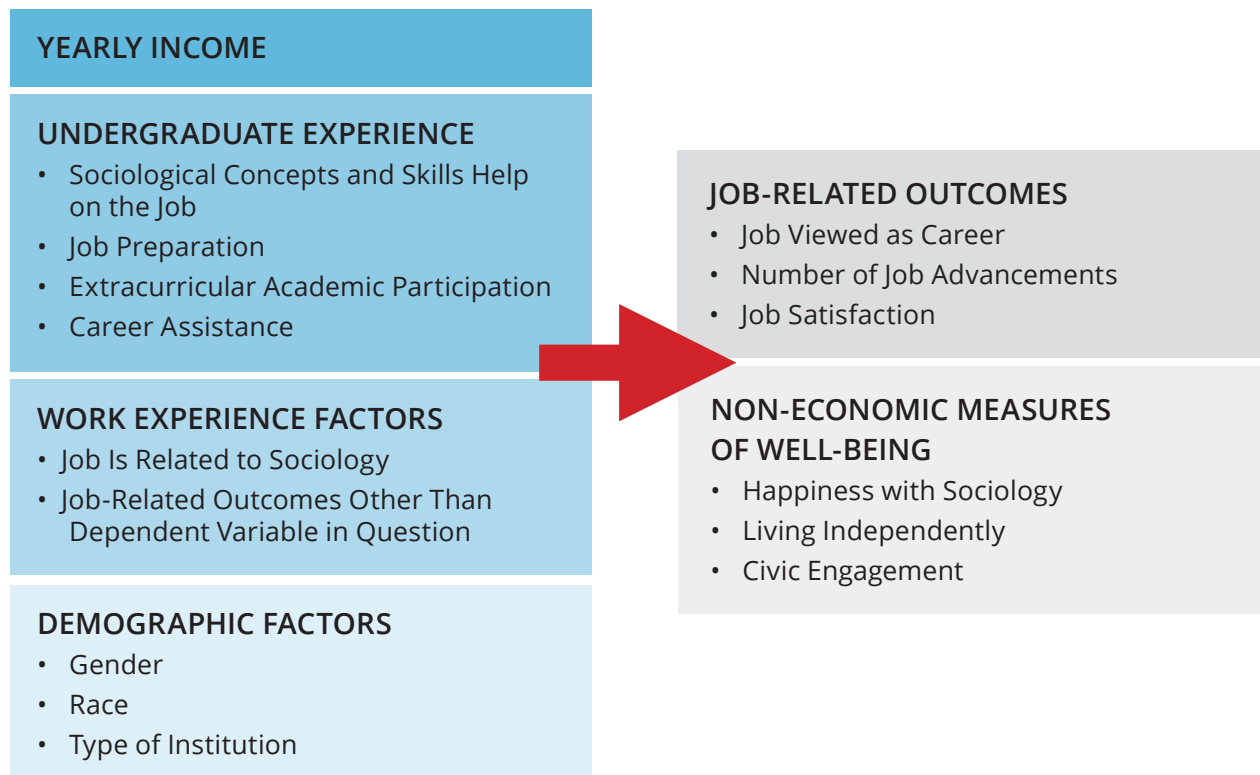 YEARLY INCOME
UNDERGRADUATE EXPERIENCE
• Sociological Concepts and Skills Help
on the Job
• Job Preparation
• Extracurricular Academic Participation
• Career Assistance
WORK EXPERIENCE FACTORS
• Job Is Related to Sociology
• Job-Related Outcomes Other Than
Dependent Variable in Question
DEMOGRAPHIC FACTORS
• Gender
• Race
• Type of Institution
JOB-RELATED OUTCOMES
• Job Viewed as Career
• Number of Job Advancements
• Job Satisfaction
NON-ECONOMIC MEASURES
OF WELL-BEING
• Happiness with Sociology
• Living Independently
• Civic Engagement